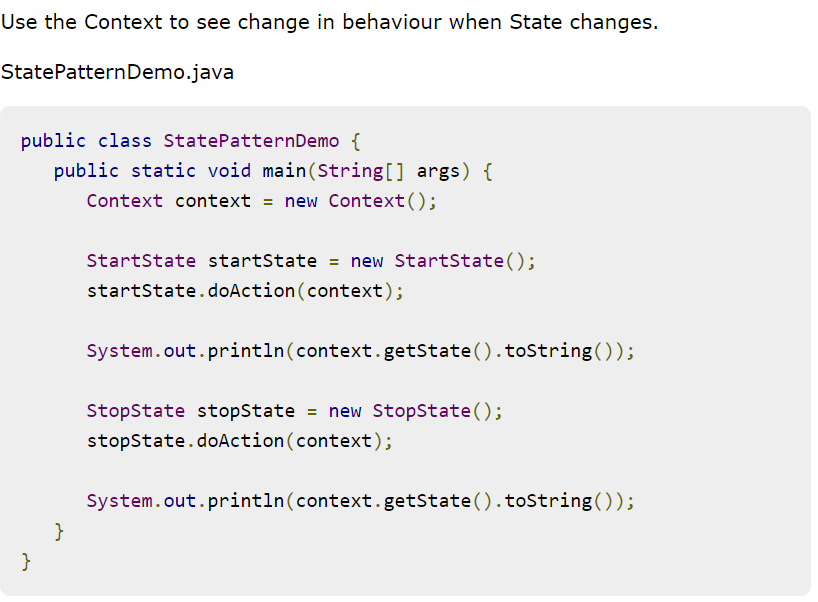 Use the Context to see change in behaviour when State changes.
StatePatternDemo.java
public class StatePatternDemo {
   public static void main(String[] args) {
      Context context = new Context();

      StartState startState = new StartState();
      startState.doAction(context);

      System.out.println(context.getState().toString());

      StopState stopState = new StopState();
      stopState.doAction(context);

      System.out.println(context.getState().toString());
   }
}